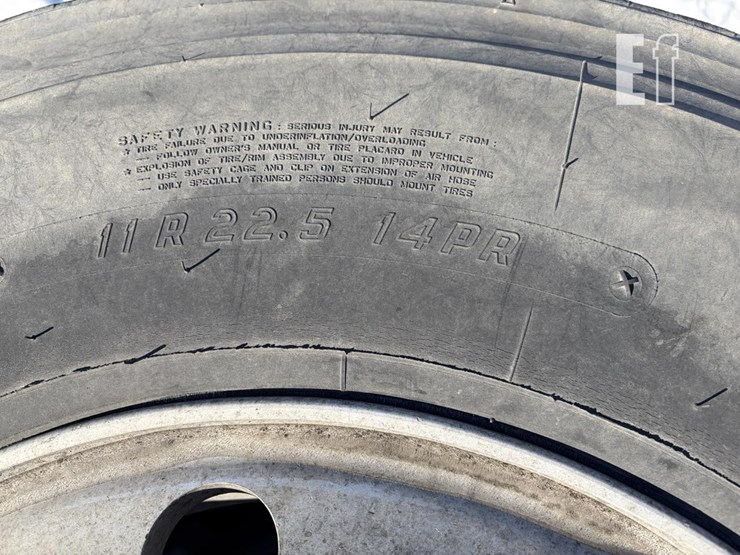 Ef
SAFETY WARNING : SERIOUS INJURY MAY RESULT FROM :
* TIRE FAILURE DUE TO UNDERINFLATION/OVERLOADING
-- FOLLOW OWNER'S MANUAL OR TIRE PLACARD IN VEHICLE
* EXPLOSION OF TIRE/RIM ASSEMBLY DUE TO IMPROPER MOUNTING
-- USE SAFETY CAGE AND CLIP ON EXTENSION OF AIR HOSE
-- ONLY SPECIALLY TRAINED PERSONS SHOULD MOUNT TIRES
11R22.5 14PR